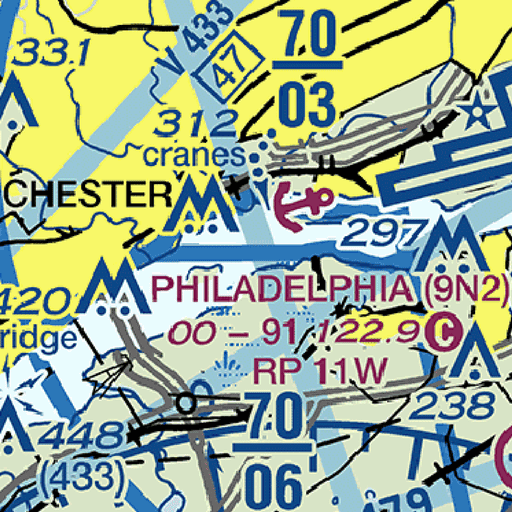 33.1
V 433
47
70
03
312
cranes
CHESTER
297
PHILADELPHIA (9N2)
420
ridge
00 – 91 122.9 C
RP 11W
238
70
06
448
(433)
479